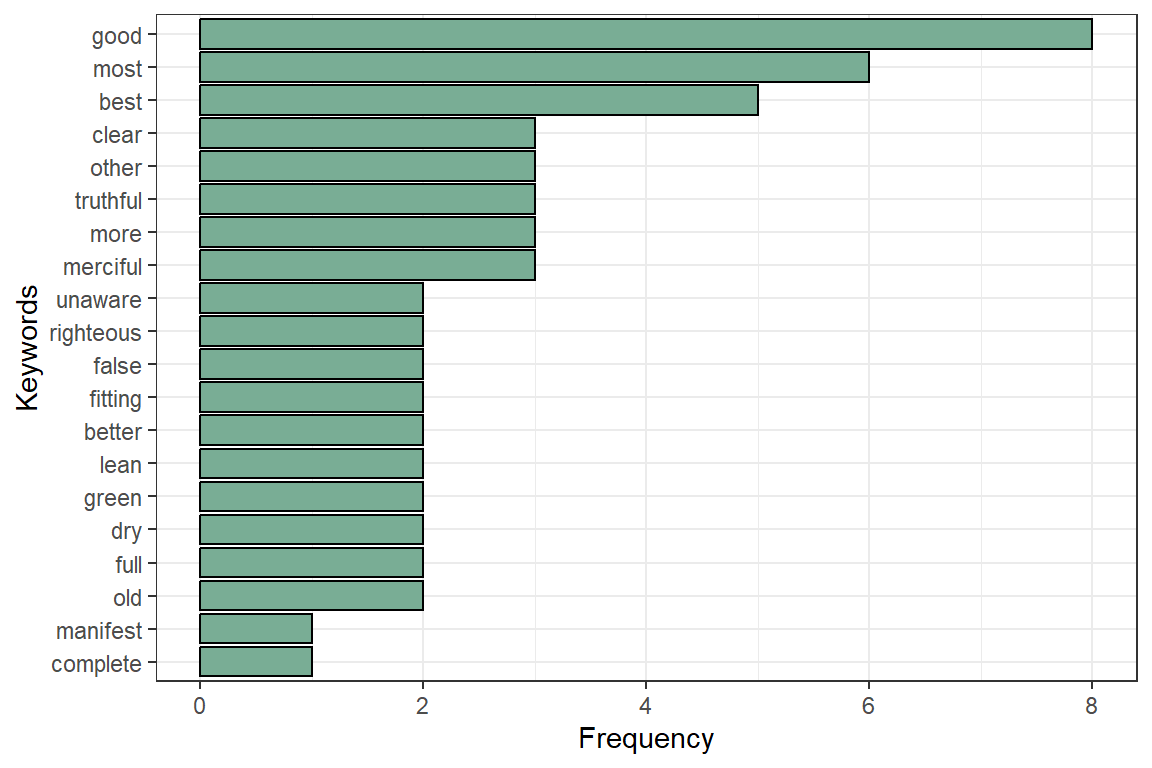 good
most
best
clear
other
truthful
more
merciful
unaware
righteous
false
fitting
better
lean
green
dry
full
old
manifest
complete
Keywords
0 2 4 6 8
Frequency